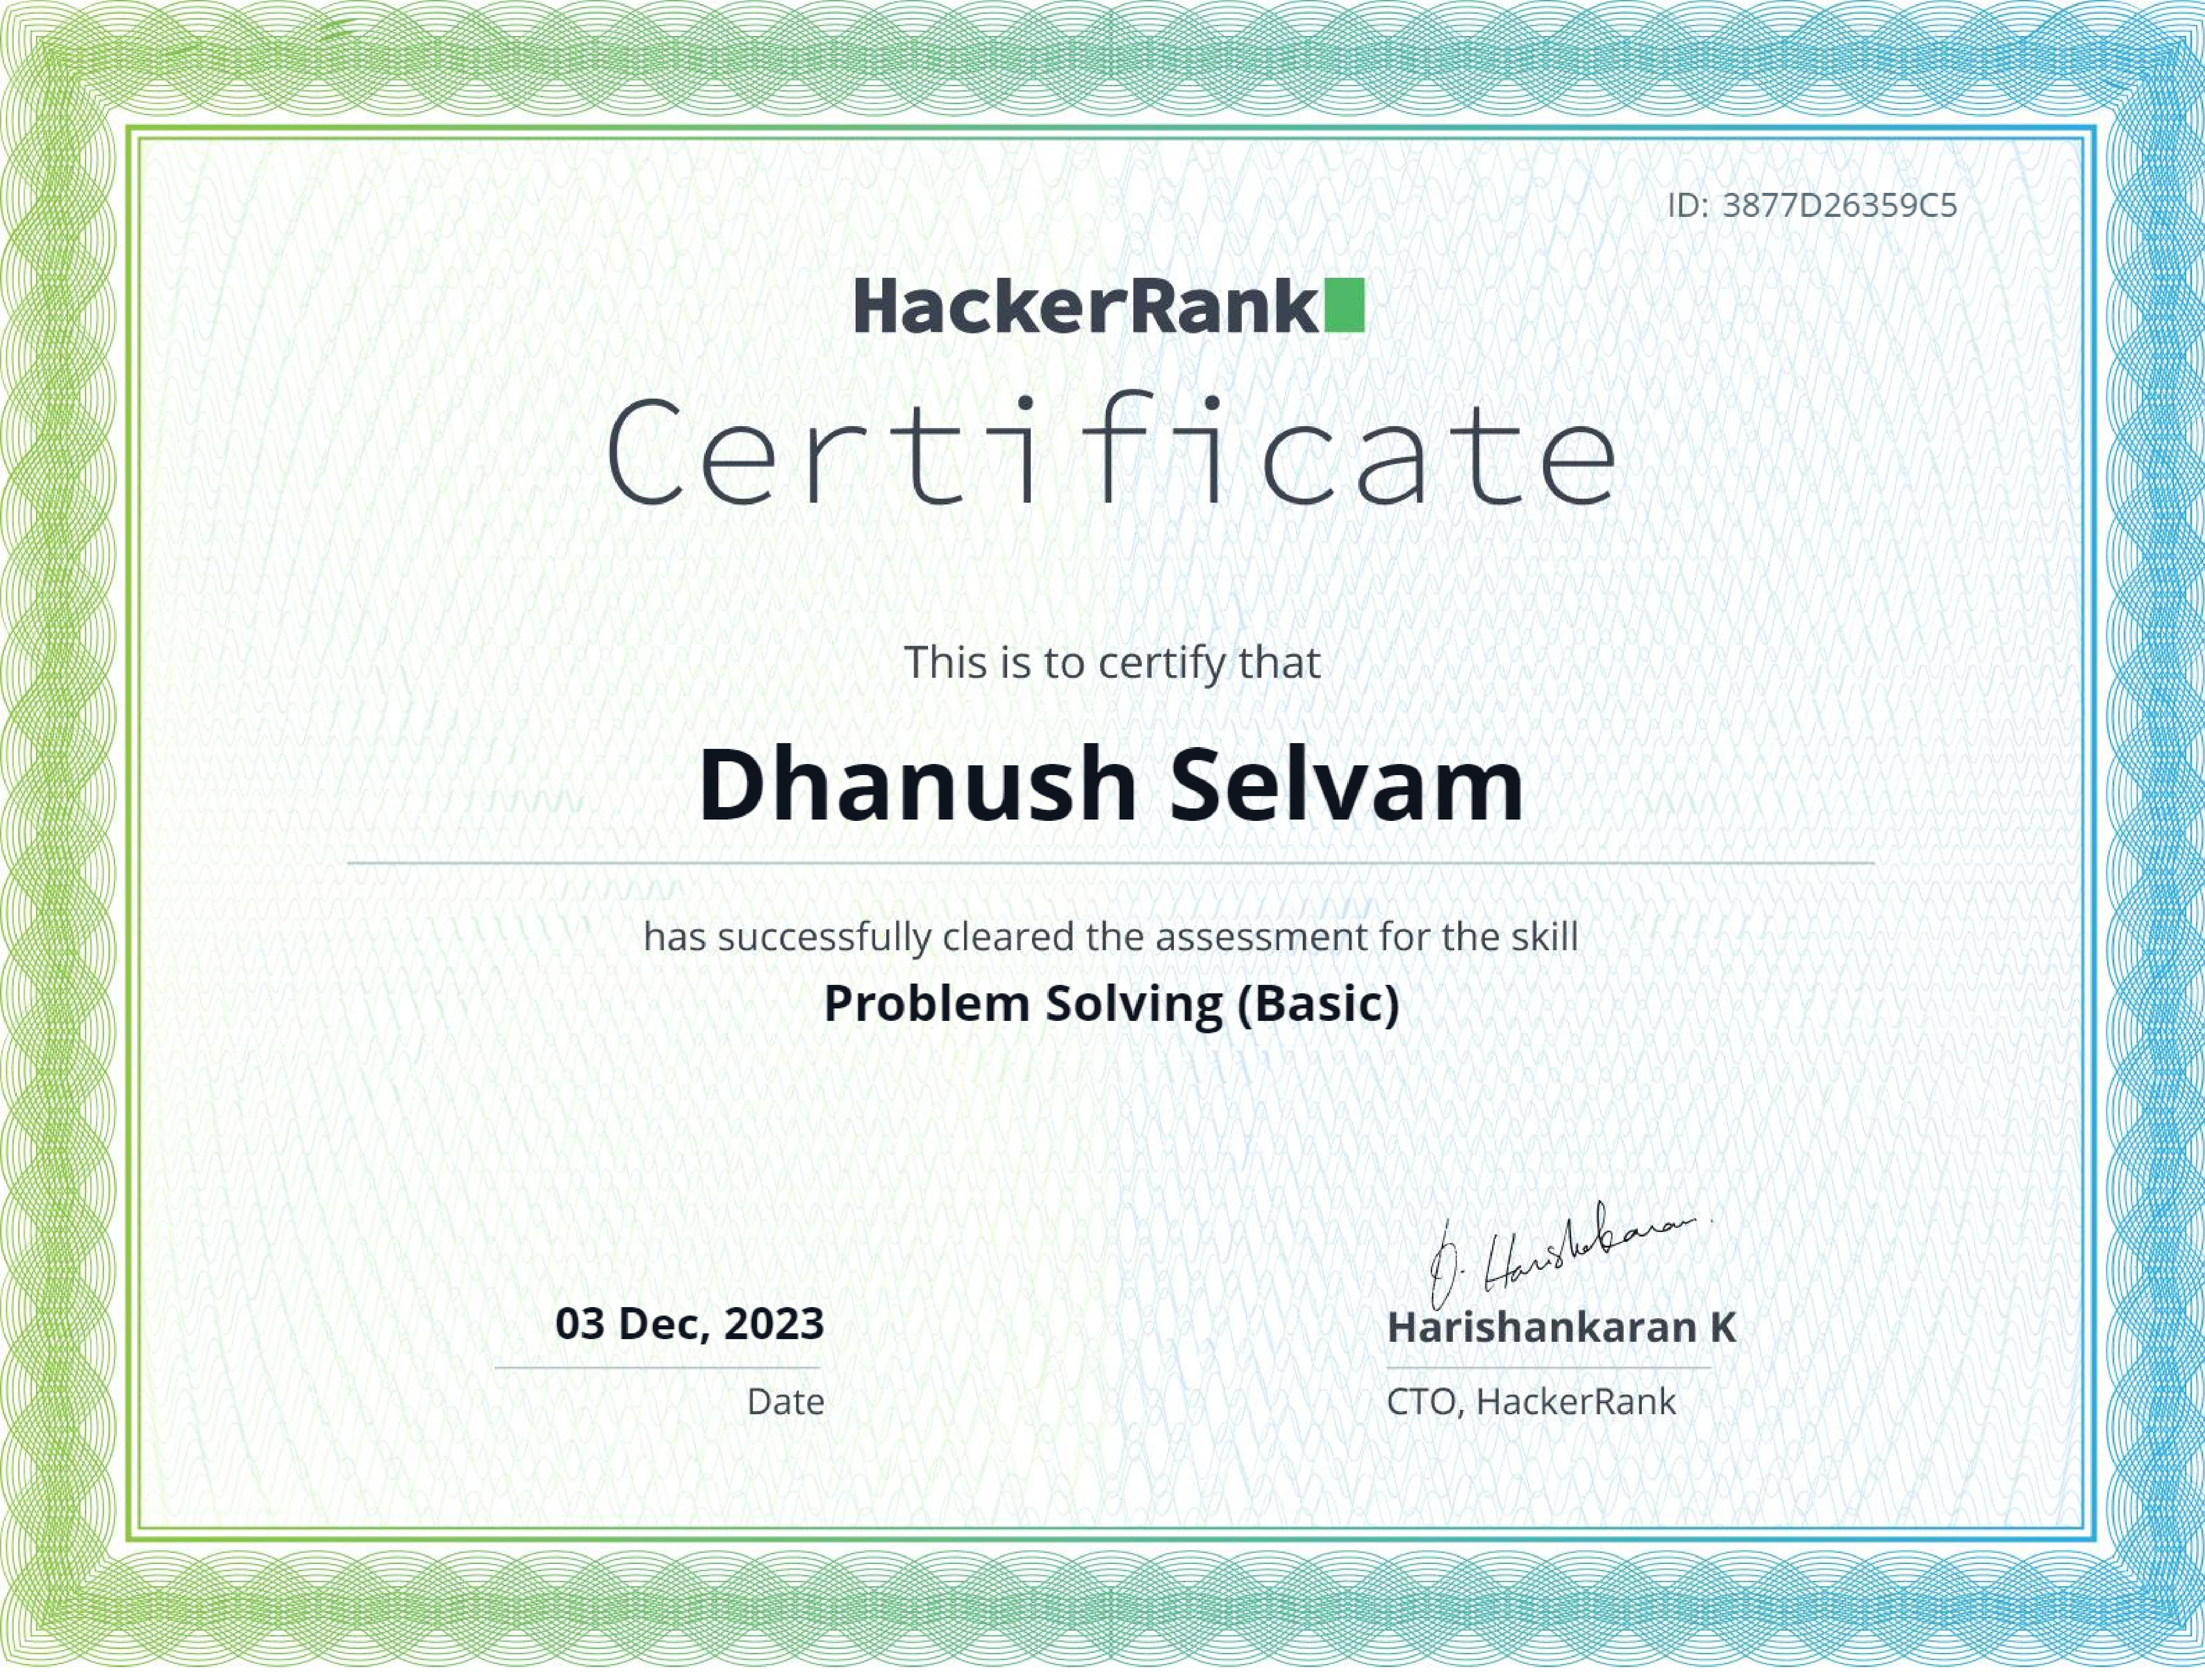 ID: 3877D26359C5
HackerRank
Certificate
This is to certify that
Dhanush Selvam
has successfully cleared the assessment for the skill
Problem Solving (Basic)
03 Dec, 2023
Date
Harishankaran K
CTO, HackerRank